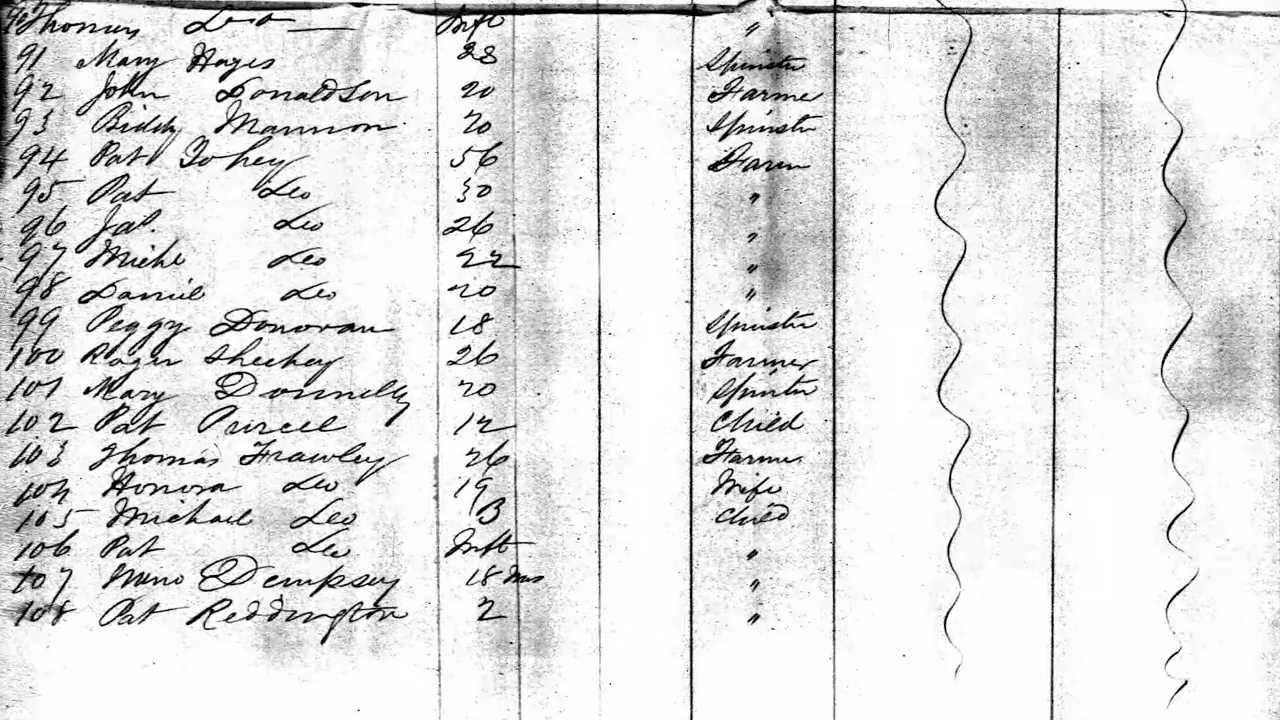 90 Thomas Do — Inft "
91 Mary Hayes 28 Spinster
92 John Donaldson 20 Farmer
93 Biddy Mannion 20 Spinstr
94 Pat Tohey 56 Farm
95 Pat Do 30 "
96 Jas. Do 26 "
97 Michl Do 22 "
98 Daniel Do 20 "
99 Peggy Donovan 18 Spinster
100 Roger Sheehey 26 Farmer
101 Mary Donnelly 20 Spinster
102 Pat Purcell 12 Child
103 Thomas Frawley 26 Farmer
104 Honora Do 19 Wife
105 Michael Do 3 Child
106 Pat Do Inft "
107 Dempsey 18 Mos "
108 Pat Reddington 2 "